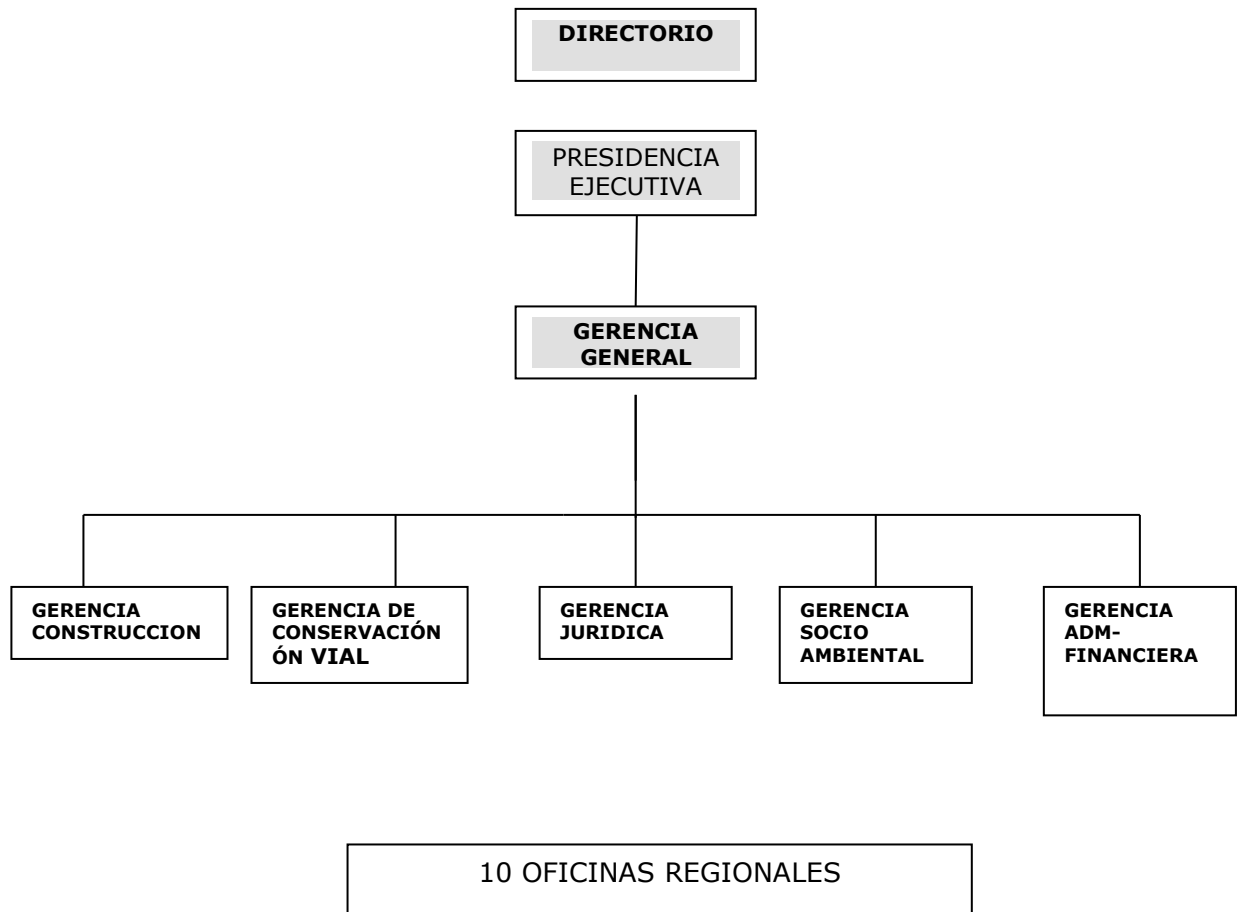 DIRECTORIO
PRESIDENCIA
EJECUTIVA
GERENCIA
GENERAL
GERENCIA
CONSTRUCCION
GERENCIA DE
CONSERVACIÓN
ÓN VIAL
GERENCIA
JURIDICA
GERENCIA
SOCIO
AMBIENTAL
GERENCIA
ADM-
FINANCIERA
10 OFICINAS REGIONALES